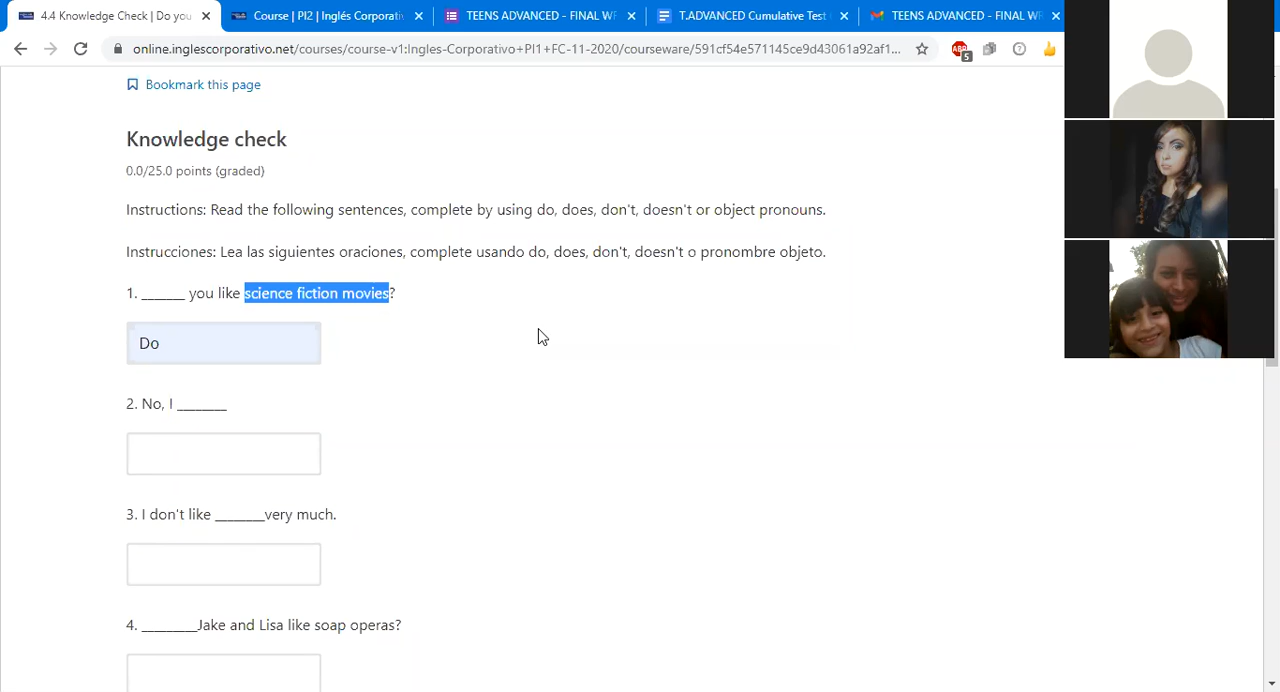 4.4 Knowledge Check | Do you
Course | PI2 | Inglés Corporati
TEENS ADVANCED - FINAL WR
T.ADVANCED Cumulative Test
TEENS ADVANCED - FINAL WR
online.inglescorporativo.net/courses/course-v1:Ingles-Corporativo+PI1+FC-11-2020/courseware/591cf54e571145ce9d43061a92af1...
ABP
5
Bookmark this page
Knowledge check
0.0/25.0 points (graded)
Instructions: Read the following sentences, complete by using do, does, don't, doesn't or object pronouns.
Instrucciones: Lea las siguientes oraciones, complete usando do, does, don't, doesn't o pronombre objeto.
1. ______ you like science fiction movies?
Do
2. No, I _______
3. I don't like _______very much.
4. ________Jake and Lisa like soap operas?